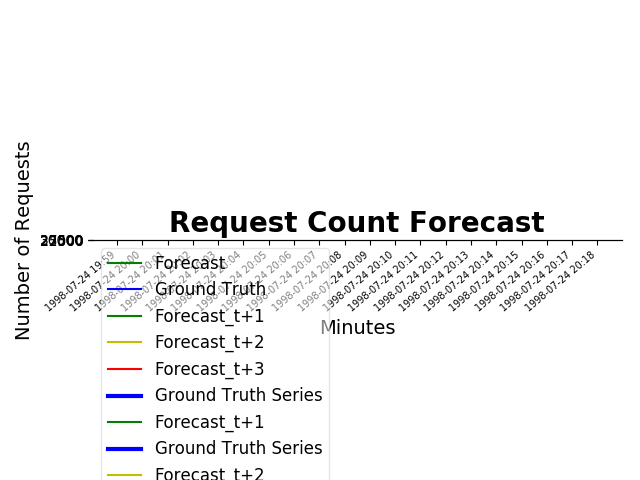 Request Count Forecast
Number of Requests
1998-07-24 19:59
1998-07-24 20:00
1998-07-24 20:01
1998-07-24 20:02
1998-07-24 20:03
1998-07-24 20:04
1998-07-24 20:05
1998-07-24 20:06
1998-07-24 20:07
1998-07-24 20:08
1998-07-24 20:09
1998-07-24 20:10
1998-07-24 20:11
1998-07-24 20:12
1998-07-24 20:13
1998-07-24 20:14
1998-07-24 20:15
1998-07-24 20:16
1998-07-24 20:17
1998-07-24 20:18
Minutes
Forecast
Ground Truth
Forecast_t+1
Forecast_t+2
Forecast_t+3
Ground Truth Series
Forecast_t+1
Ground Truth Series
Forecast_t+2